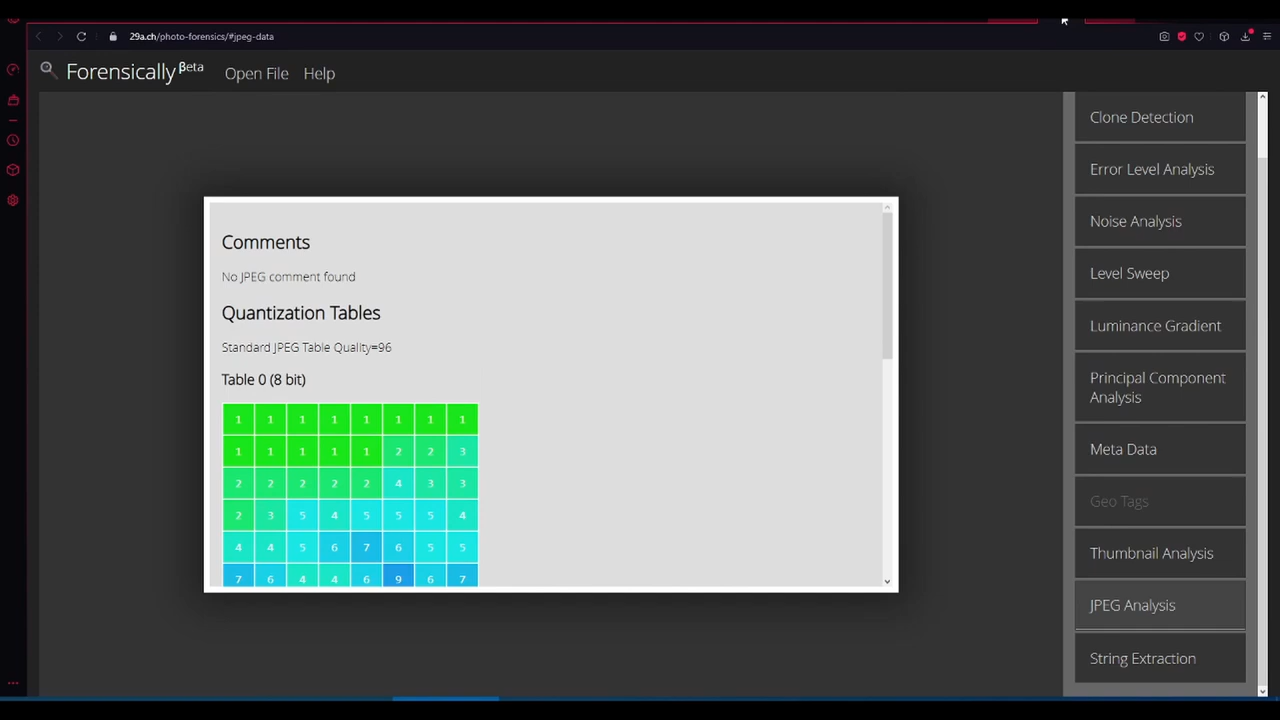 29a.ch/photo-forensics/#jpeg-data
Forensically βeta
Open File
Help
Comments
No JPEG comment found
Quantization Tables
Standard JPEG Table Quality=96
Table 0 (8 bit)
1 1 1 1 1 1 1 1
1 1 1 1 1 2 2 3
2 2 2 2 2 4 3 3
2 3 5 4 5 5 5 4
4 4 5 6 7 6 5 5
7 6 4 4 6 9 6 7
Clone Detection
Error Level Analysis
Noise Analysis
Level Sweep
Luminance Gradient
Principal Component
Analysis
Meta Data
Geo Tags
Thumbnail Analysis
JPEG Analysis
String Extraction